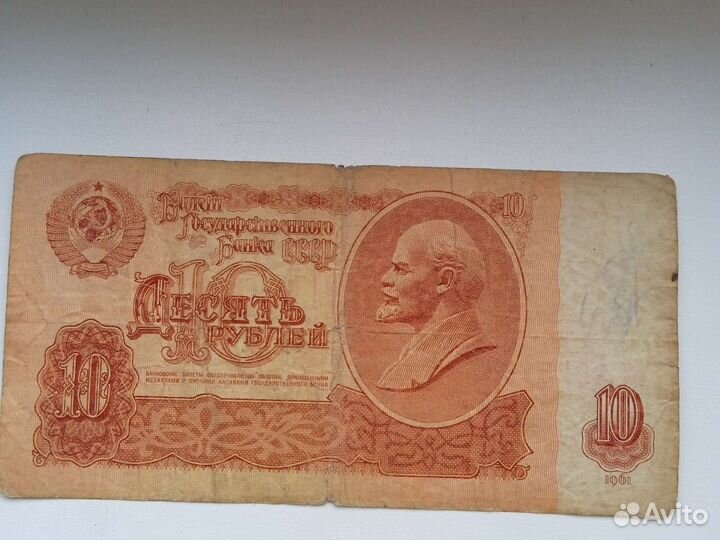 Билет
Государственного
Банка СССР
10
10
Десять
Рублей
БАНКОВСКИЕ БИЛЕТЫ ОБЕСПЕЧИВАЮТСЯ ЗОЛОТОМ, ДРАГОЦЕННЫМИ
МЕТАЛЛАМИ И ПРОЧИМИ АКТИВАМИ ГОСУДАРСТВЕННОГО БАНКА
10
10
1961
Avito